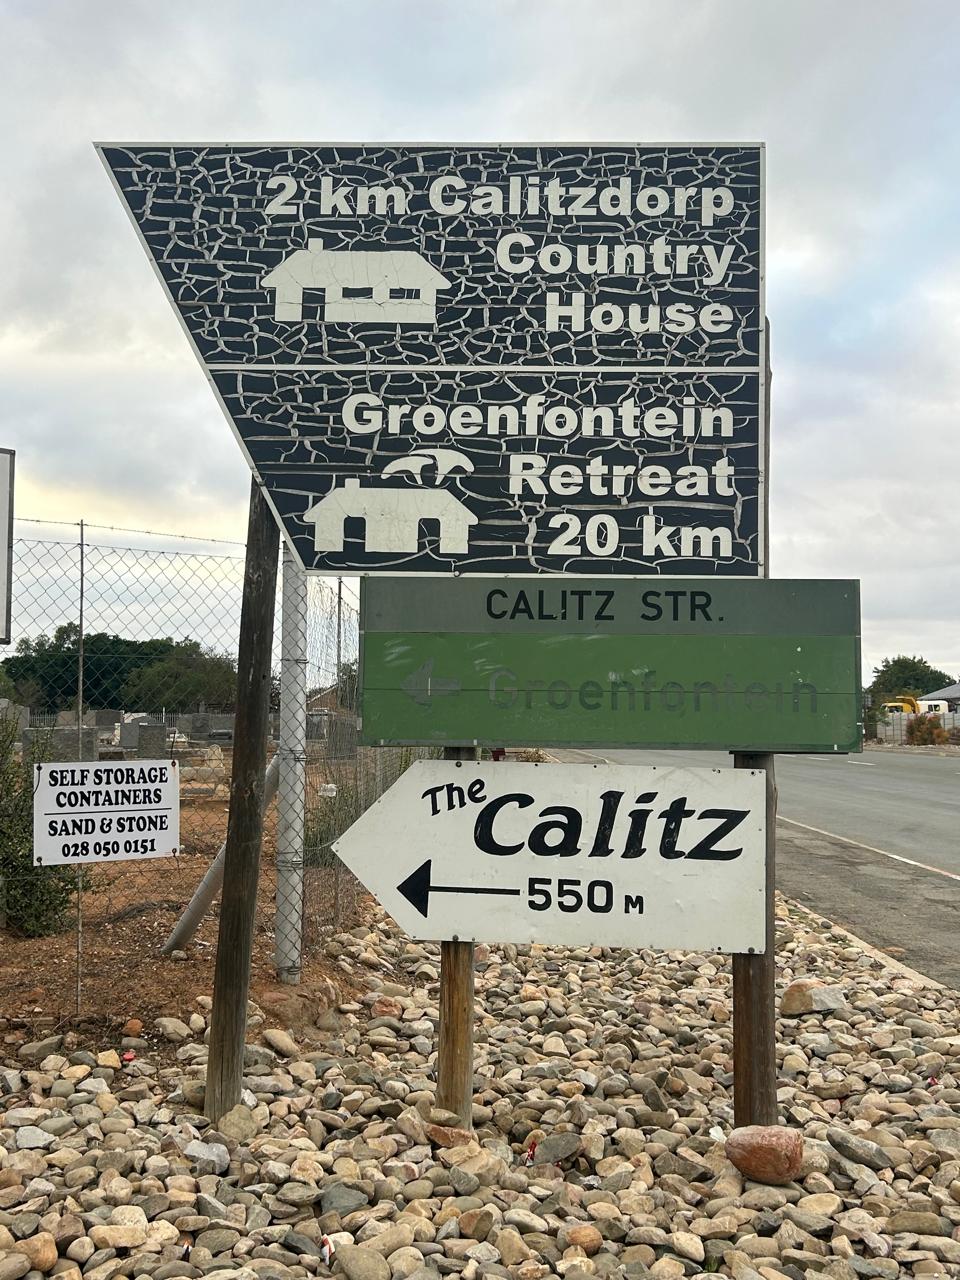 2 km Calitzdorp
Country
House
Groenfontein
Retreat
20 km
CALITZ STR.
Groenfontein
The Calitz
550 M
SELF STORAGE
CONTAINERS
SAND & STONE
028 050 0151